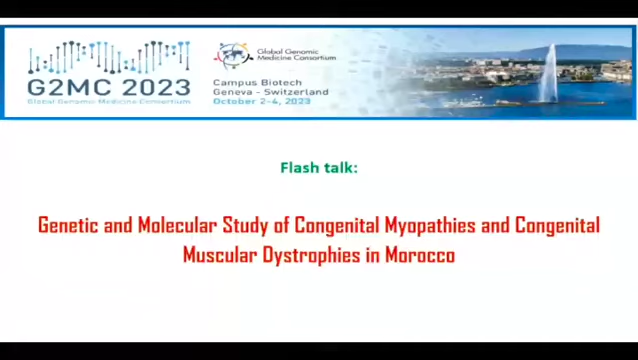 G2MC 2023
Global Genomic Medicine Consortium
Global Genomic
Medicine Consortium
Campus Biotech
Geneva - Switzerland
October 2-4, 2023
Flash talk:
Genetic and Molecular Study of Congenital Myopathies and Congenital
Muscular Dystrophies in Morocco